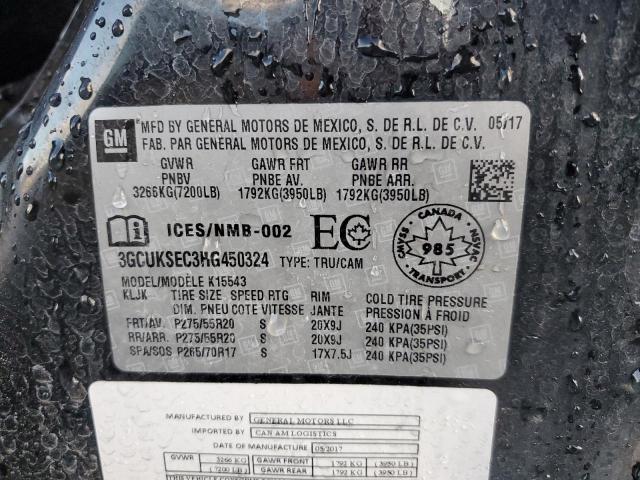 GM
*MFD BY GENERAL MOTORS DE MEXICO, S. DE R.L. DE C.V. 05/17
FAB. PAR GENERAL MOTORS DE MEXICO, S. DE R.L. DE C.V.
GVWR GAWR FRT GAWR RR
PNBV PNBE AV. PNBE ARR.
3266KG(7200LB) 1792KG(3950LB) 1792KG(3950LB)
ICES/NMB-002 EC
CANADA
CMVSS 985 NSVAC
TRANSPORT
3GCUKSEC3HG450324 TYPE: TRU/CAM
MODEL/MODÈLE K15543
KLJK TIRE SIZE, SPEED RTG RIM COLD TIRE PRESSURE
DIM. PNEU COTE VITESSE JANTE PRESSION À FROID
FRT/AV. P275/55R20 S 20X9J 240 KPA(35PSI)
RR/ARR. P275/55R20 S 20X9J 240 KPA(35PSI)
SPA/SOS P265/70R17 S 17X7.5J 240 KPA(35PSI)
MANUFACTURED BY GENERAL MOTORS LLC
IMPORTED BY CAN AM LOGISTICS
DATE OF MANUFACTURE 05/2017
GVWR 3266 KG GAWR FRONT 1792 KG (3950 LB)
(7200 LB) GAWR REAR 1792 KG (3950 LB)